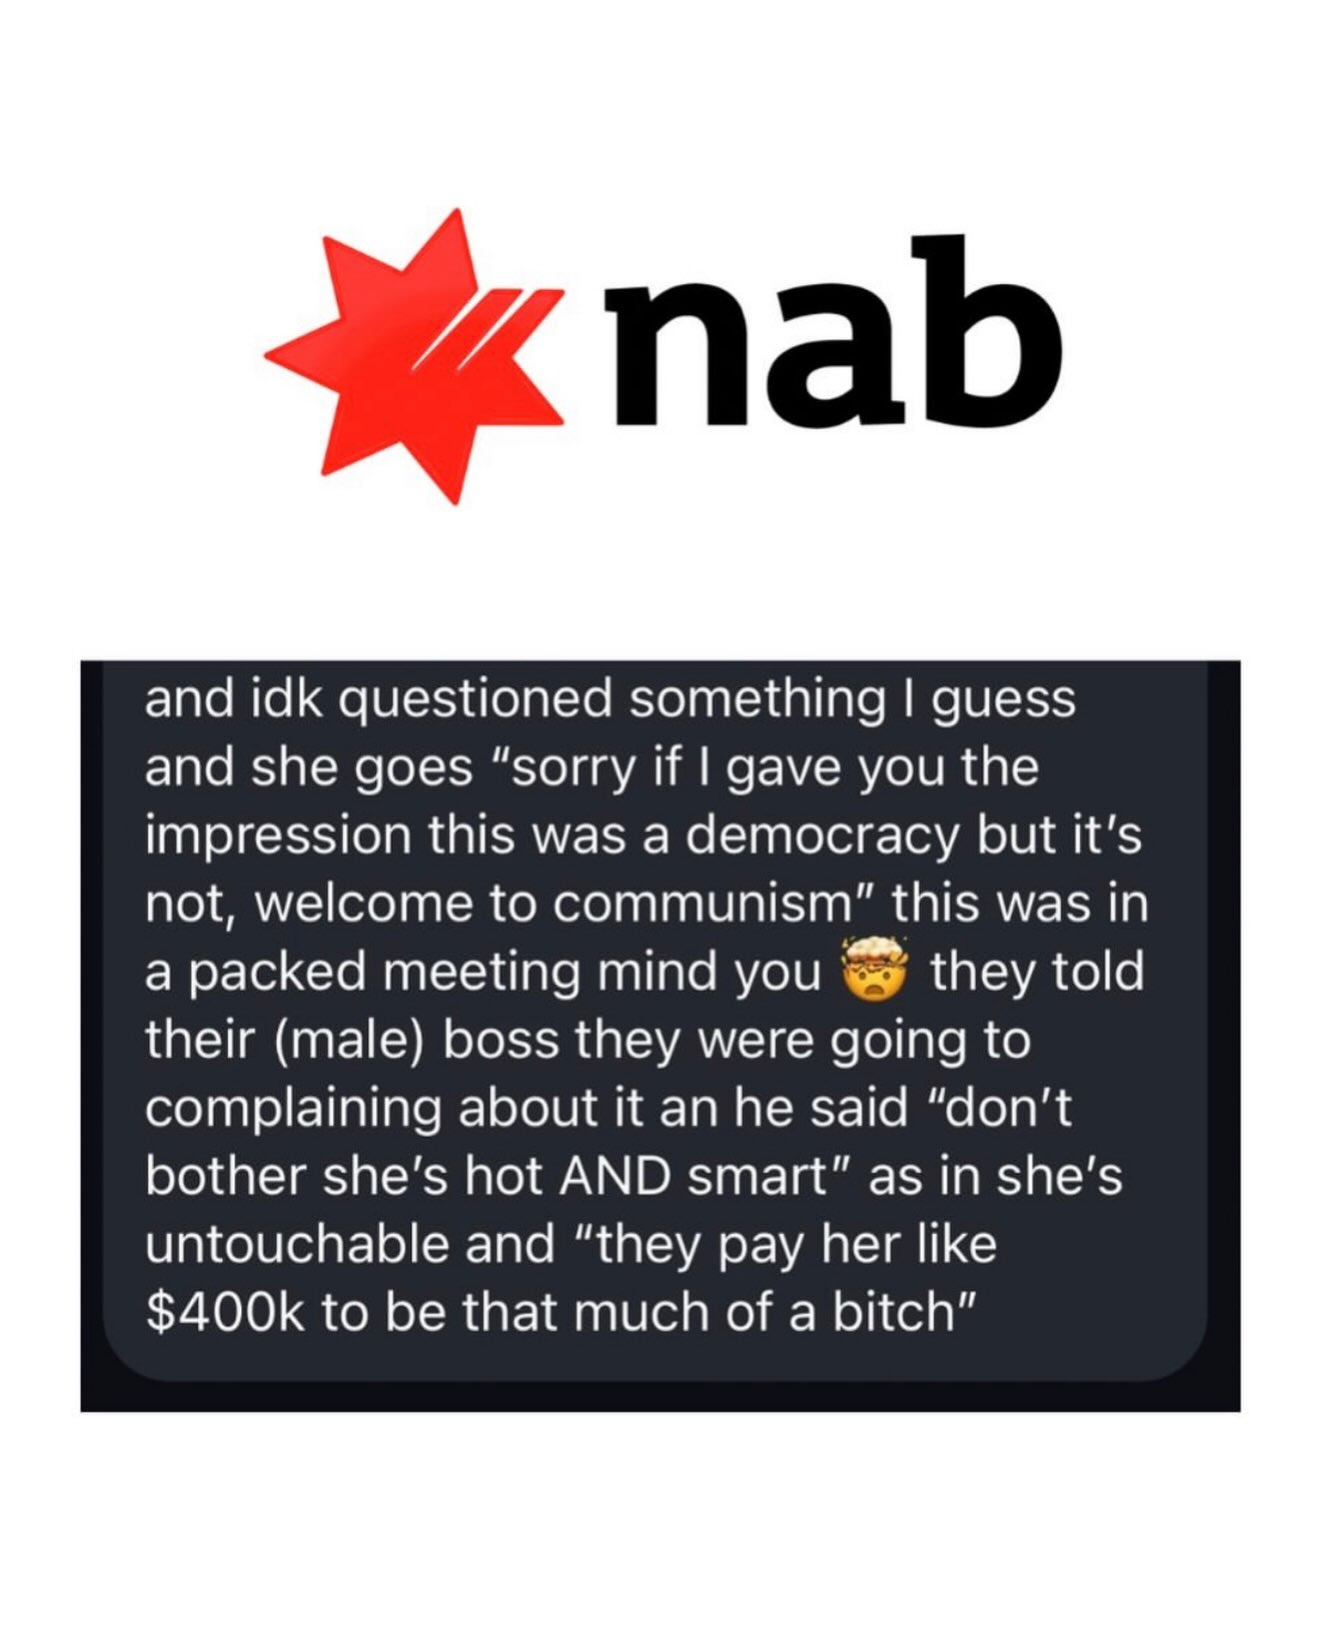 nab
and idk questioned something I guess
and she goes “sorry if I gave you the
impression this was a democracy but it’s
not, welcome to communism” this was in
a packed meeting mind you 🤯 they told
their (male) boss they were going to
complaining about it an he said “don’t
bother she’s hot AND smart” as in she’s
untouchable and “they pay her like
$400k to be that much of a bitch”